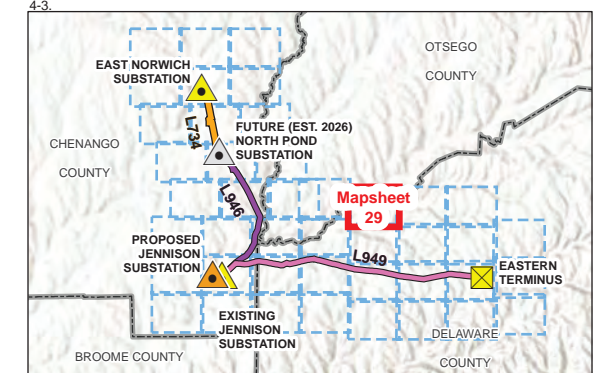 4-3.
OTSEGO
COUNTY
EAST NORWICH
SUBSTATION
L734
FUTURE (EST. 2026)
NORTH POND
SUBSTATION
CHENANGO
COUNTY
L946
Mapsheet
29
PROPOSED
JENNISON
SUBSTATION
L949
EASTERN
TERMINUS
EXISTING
JENNISON
SUBSTATION
DELAWARE
COUNTY
BROOME COUNTY